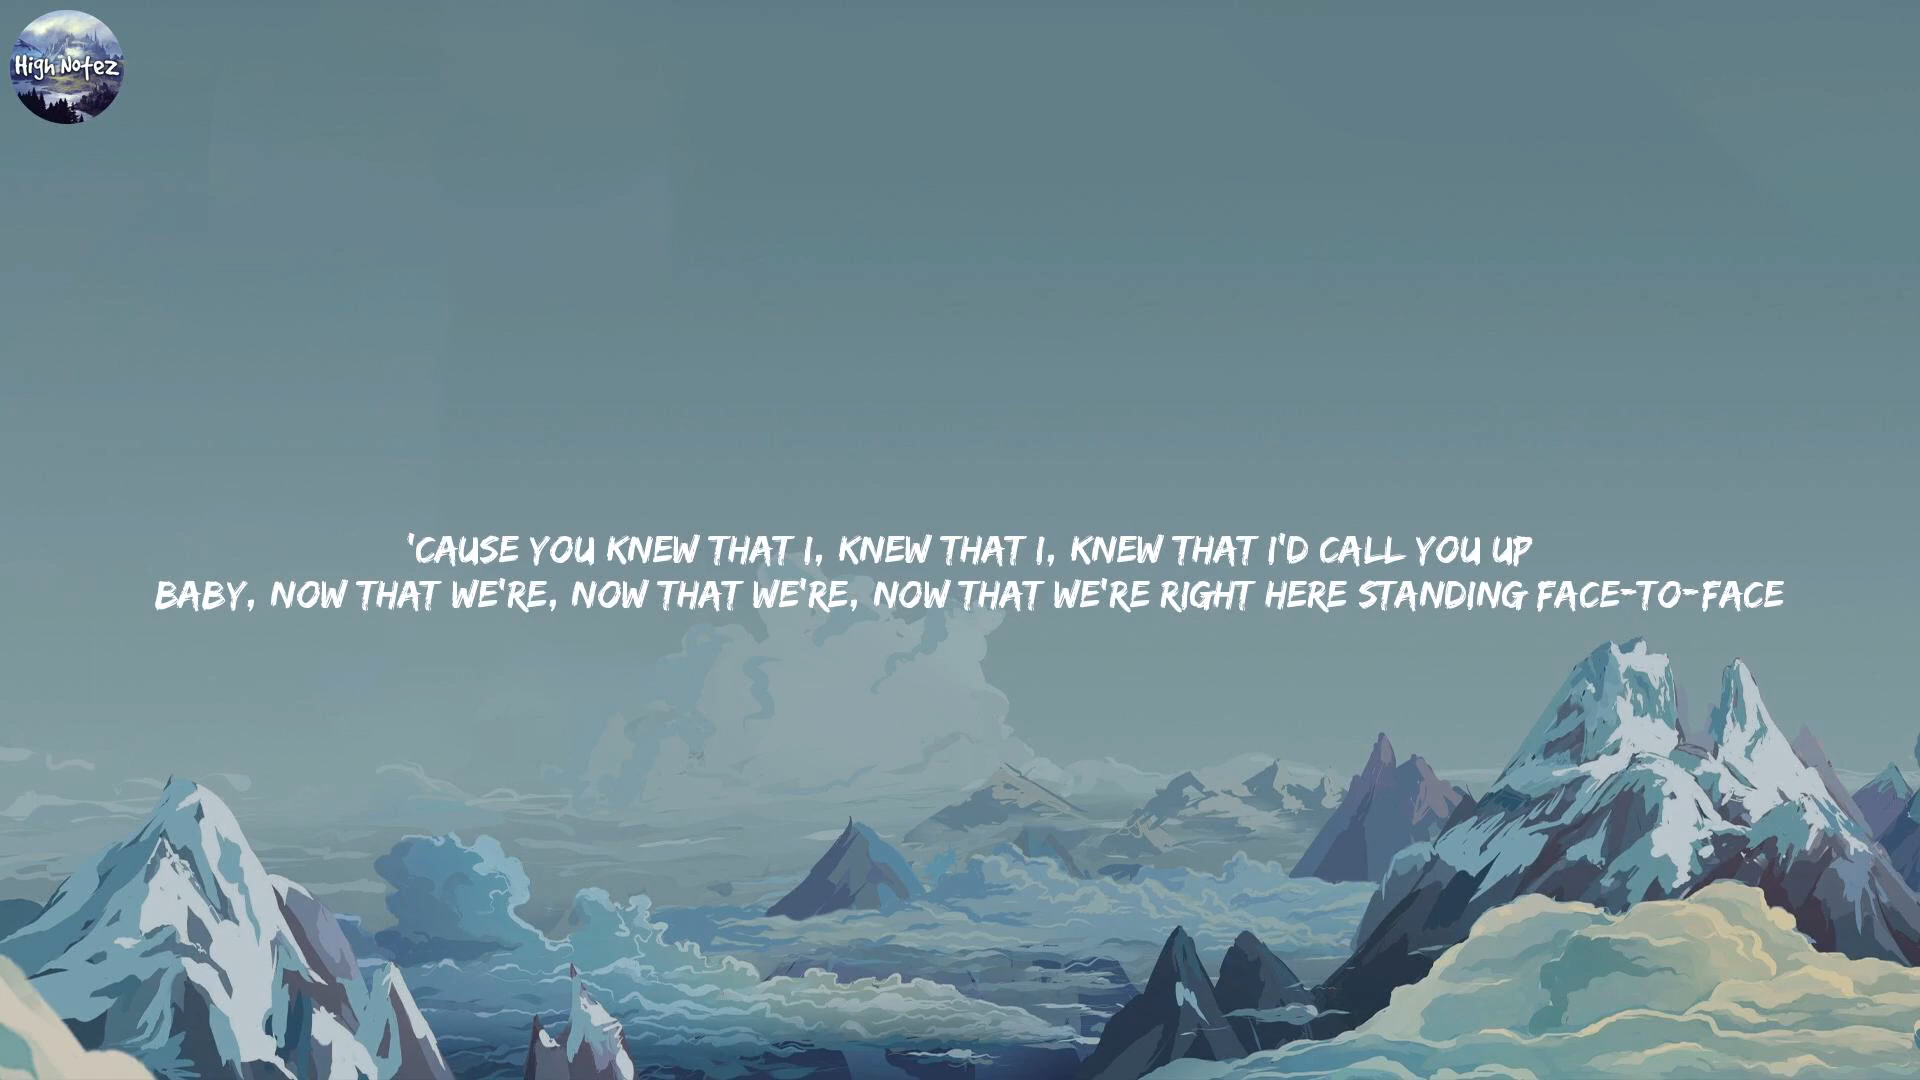 High Notez
'CAUSE YOU KNEW THAT I, KNEW THAT I, KNEW THAT I'D CALL YOU UP
BABY, NOW THAT WE'RE, NOW THAT WE'RE, NOW THAT WE'RE RIGHT HERE STANDING FACE-TO-FACE